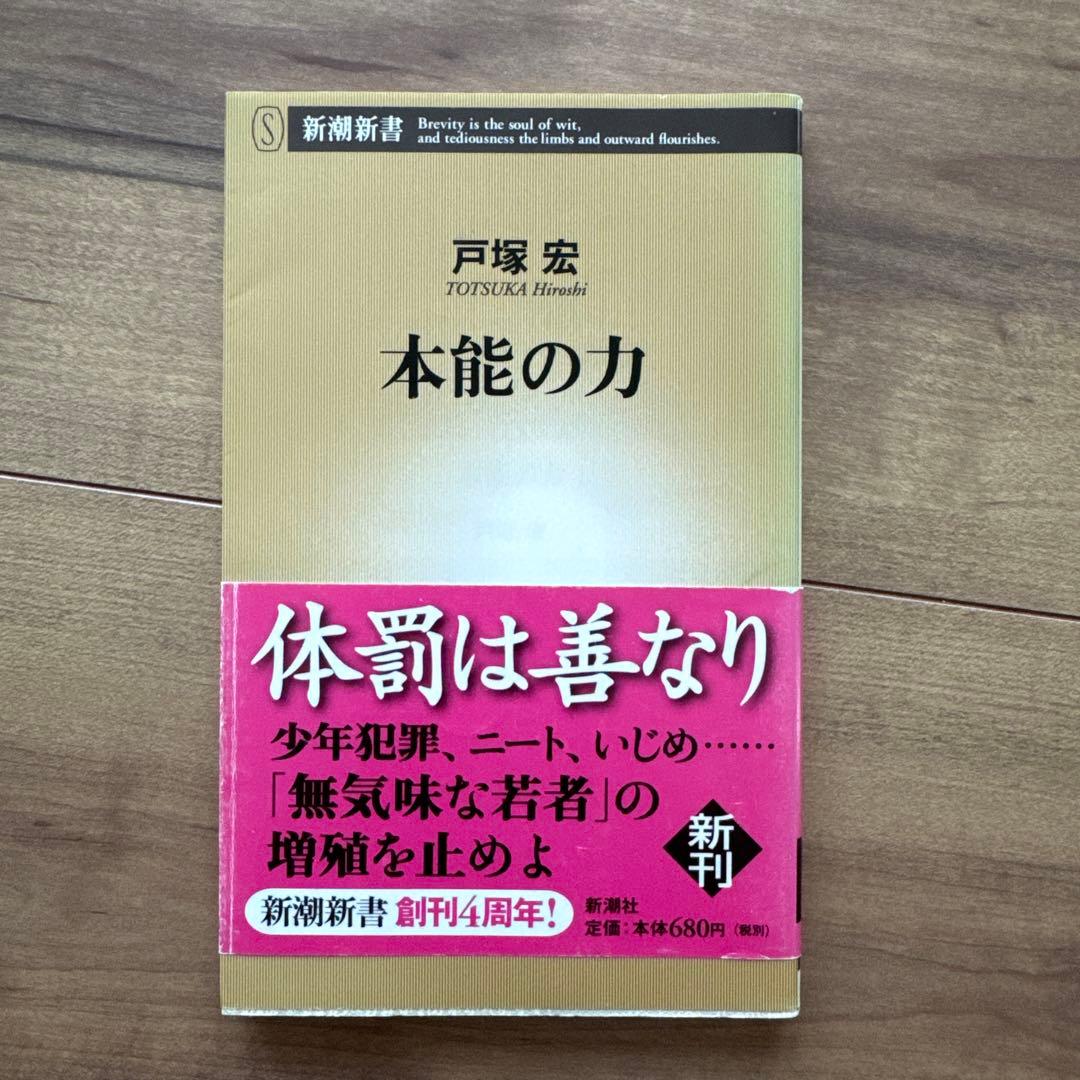 S 新潮新書 Brevity is the soul of wit,
and tediousness the limbs and outward flourishes.
戸塚 宏
TOTSUKA Hiroshi
本能の力
体罰は善なり
少年犯罪、ニート、いじめ……
「無気味な若者」の
増殖を止めよ
新刊
新潮新書 創刊4周年!
新潮社
定価：本体680円（税別）